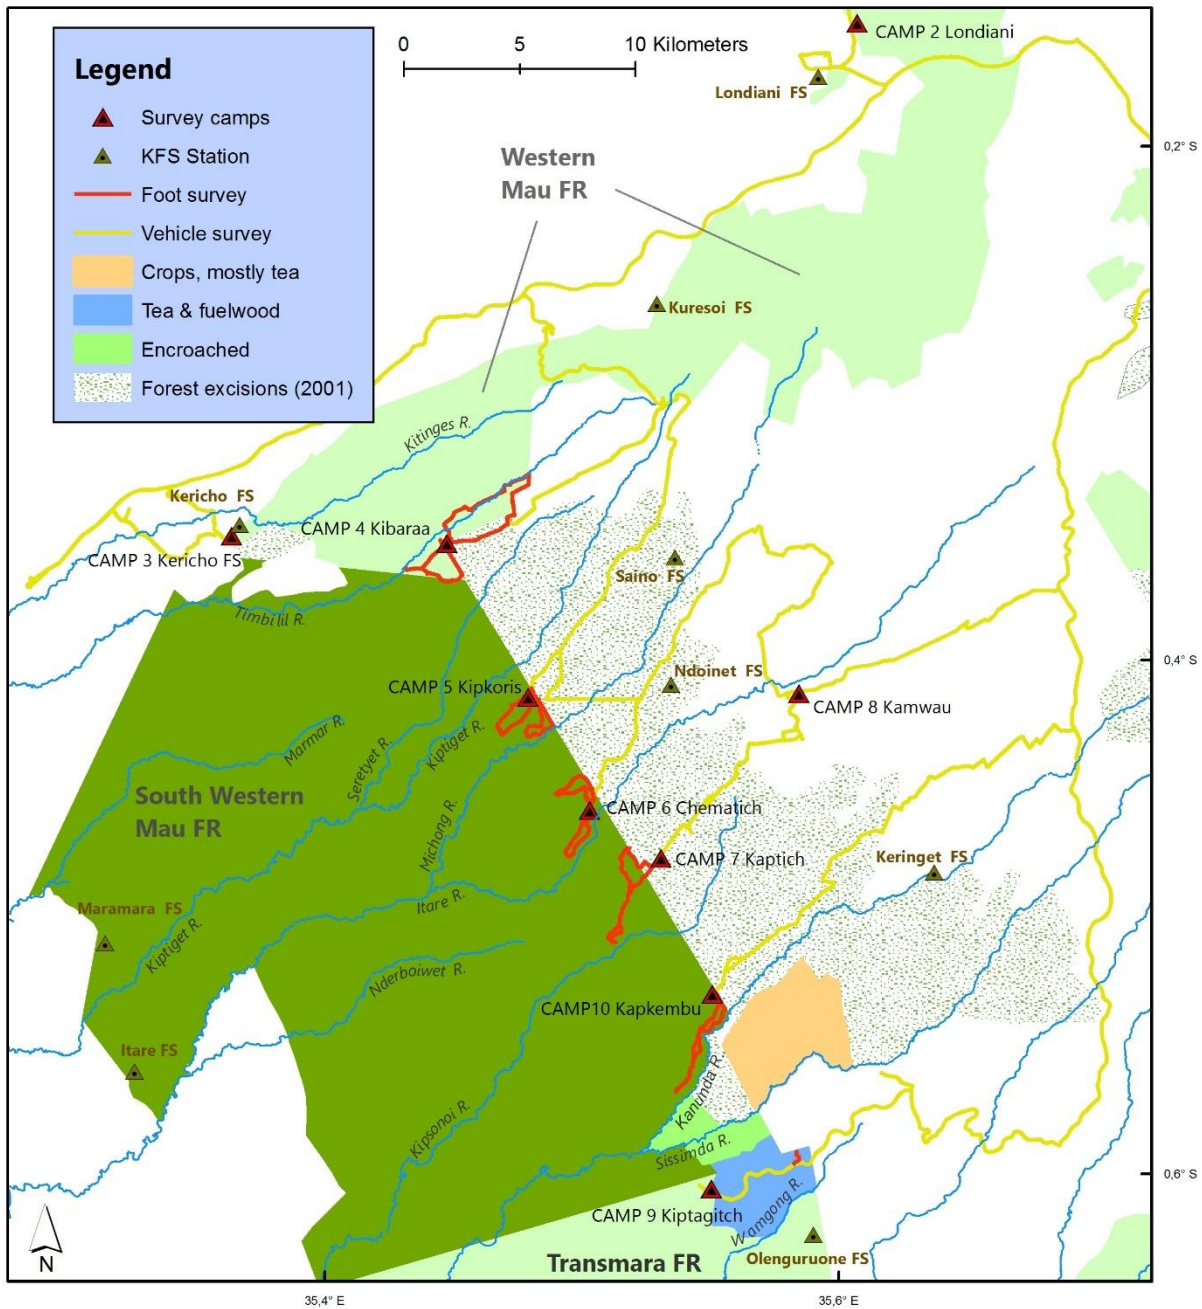 CAMP 2 Londiani
0 5 10 Kilometers
Legend
Survey camps
KFS Station
Foot survey
Vehicle survey
Crops, mostly tea
Tea & fuelwood
Encroached
Forest excisions (2001)
Londiani FS
0,2° S
Western
Mau FR
Kuresoi FS
Kitinges R.
Kericho FS
CAMP 4 Kibaraa
CAMP 3 Kericho FS
Saino FS
Timbilil R.
Ndoinet FS
0,4° S
CAMP 5 Kipkoris
CAMP 8 Kamwau
Marmar R.
Seretyet R.
Kiptiget R.
South Western
Mau FR
CAMP 6 Chematich
Michong R.
CAMP 7 Kaptich
Keringet FS
Itare R.
Maramara FS
Kiptiget R.
Nderboiwet R.
CAMP10 Kapkembu
Itare FS
Kanunda R.
Kipsonoi R.
Sissimda R.
0,6° S
CAMP 9 Kiptagitch
Wamgong R.
N
Transmara FR
Olenguruone FS
35,4° E
35,6° E